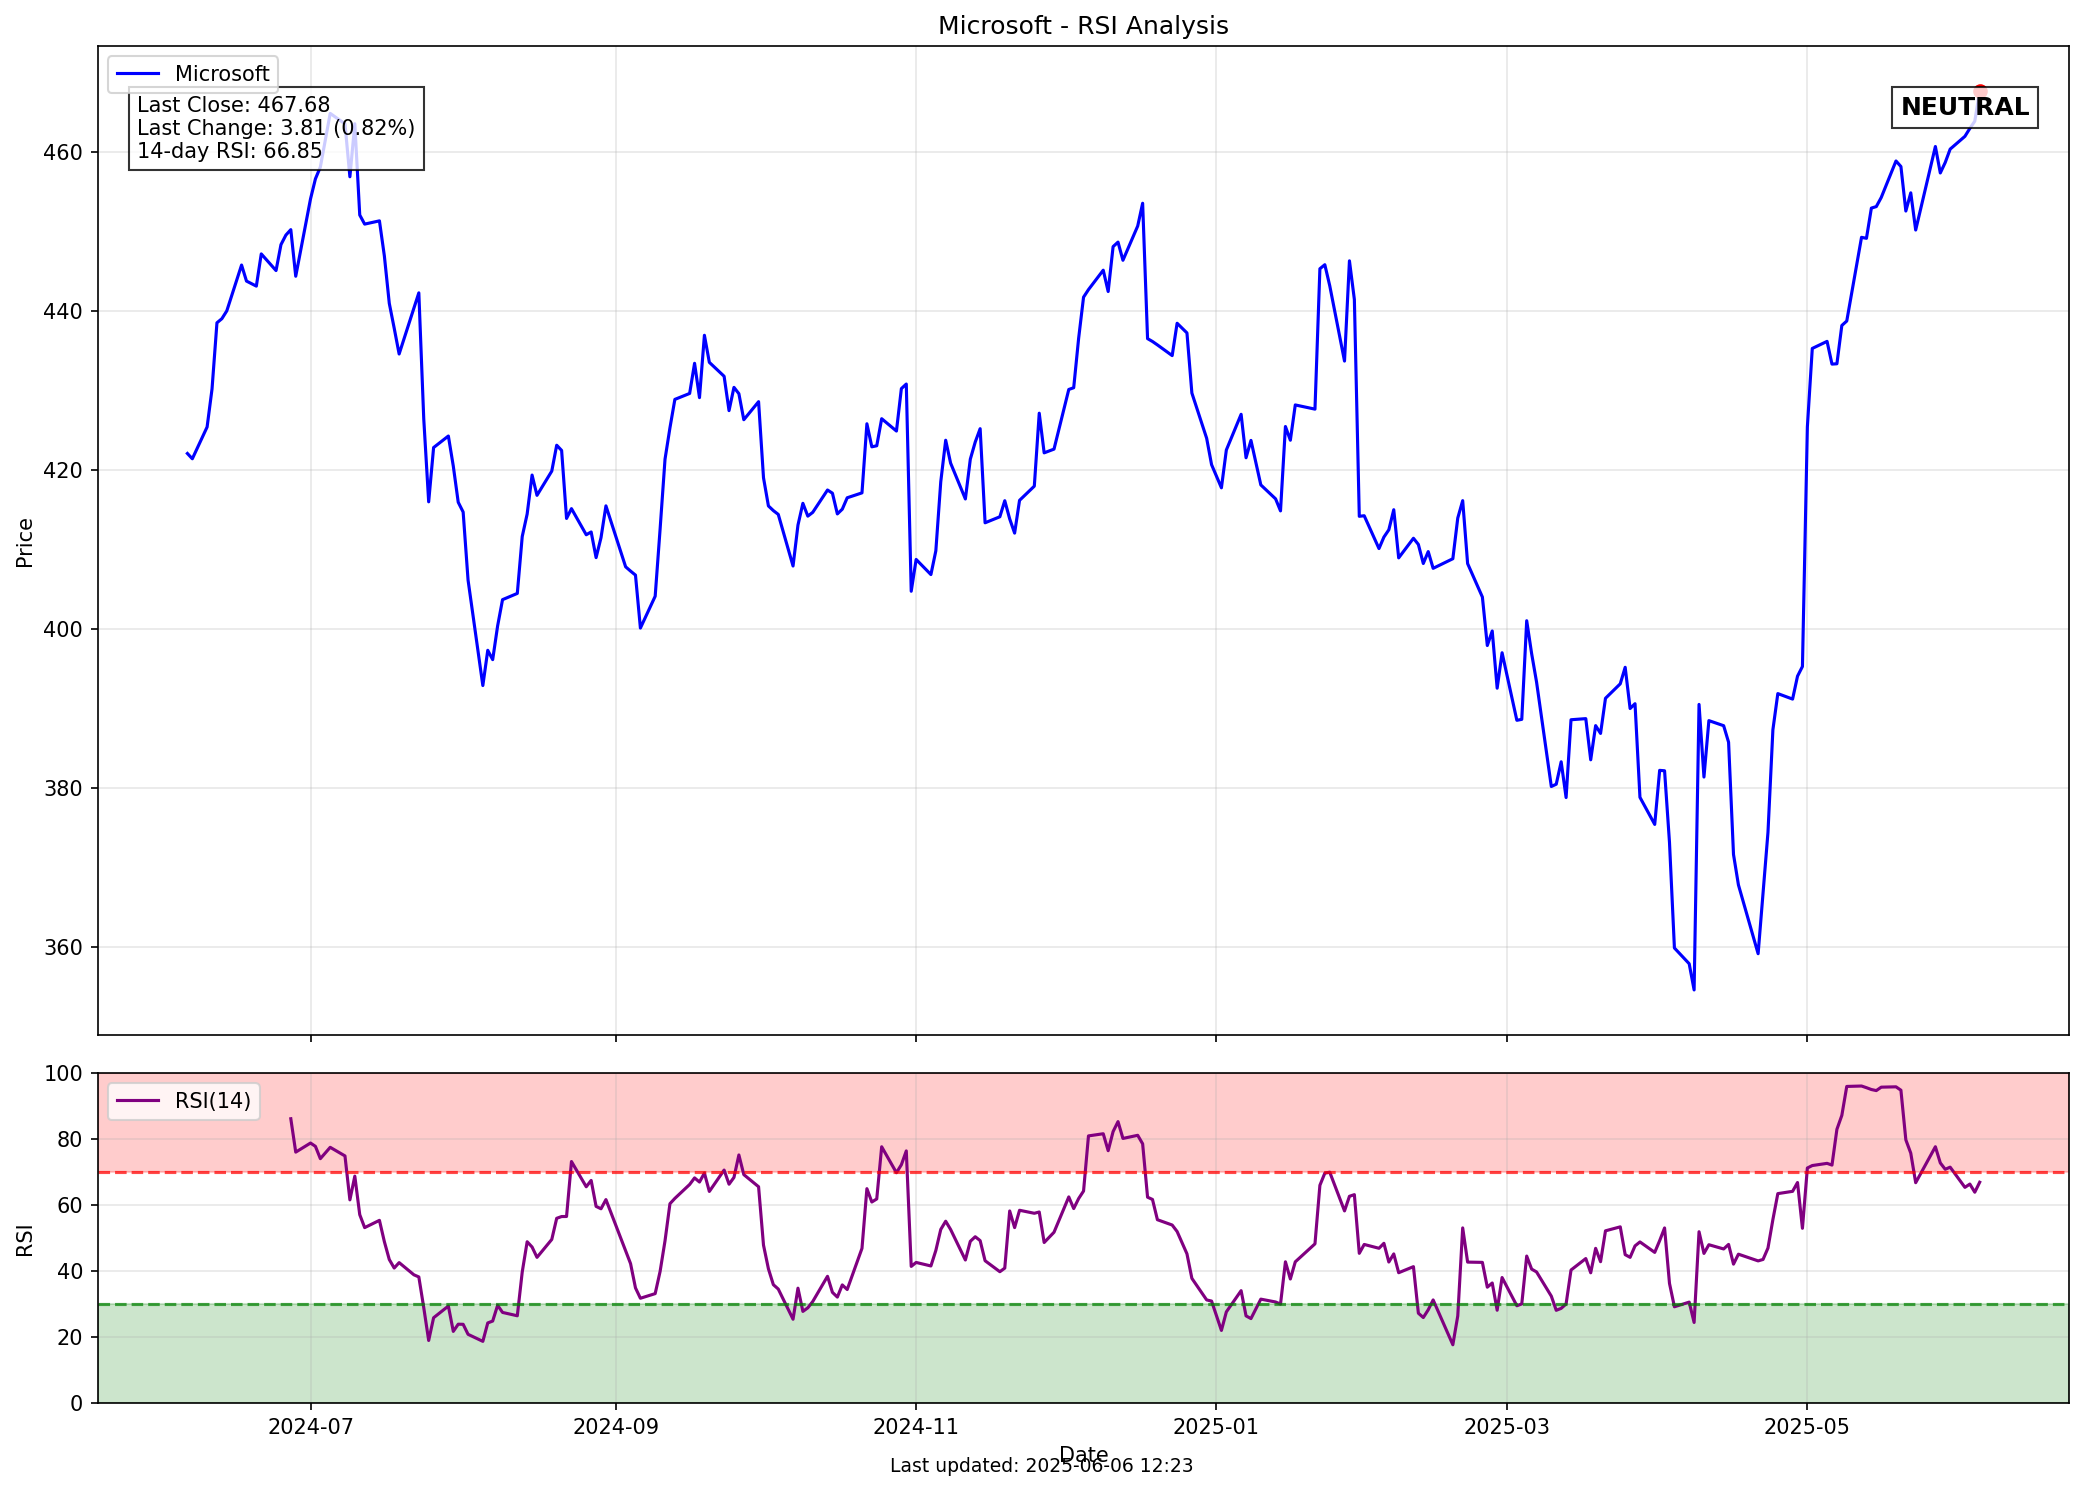 Microsoft - RSI Analysis
Microsoft
Last Close: 467.68
Last Change: 3.81 (0.82%)
14-day RSI: 66.85
NEUTRAL
460
440
420
400
380
360
Price
100
80
60
40
20
0
RSI
RSI(14)
2024-07
2024-09
2024-11
2025-01
2025-03
2025-05
Date
Last updated: 2025-06-06 12:23